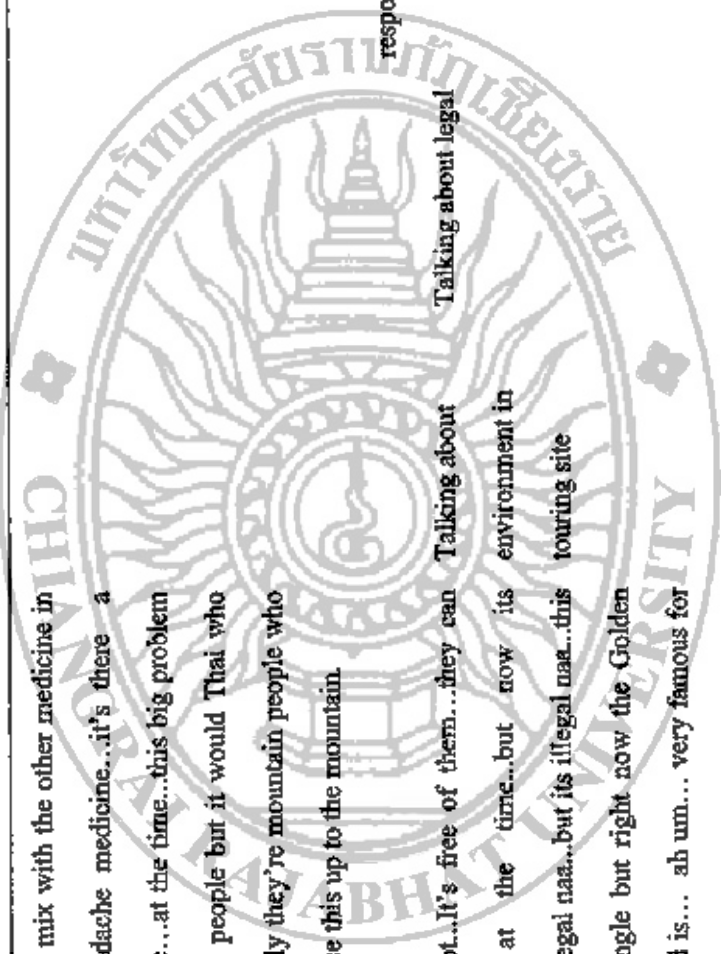 mix with the other medicine in
dache medicine...it's there a
e...at the time...this big problem
people but it would Thai who
ly they're mountain people who
e this up to the mountain.
ot...It's free of them...they can
at the time...but now its
egal naa...but its illegal naa...this
ngle but right now the Golden
d is... ah um... very famous for
Talking about
environment in
touring site
Talking about legal
respo
มหาวิทยาลัยราชภัฏเชียงราย
CHIANGRAI RAJABHAT UNIVERSITY